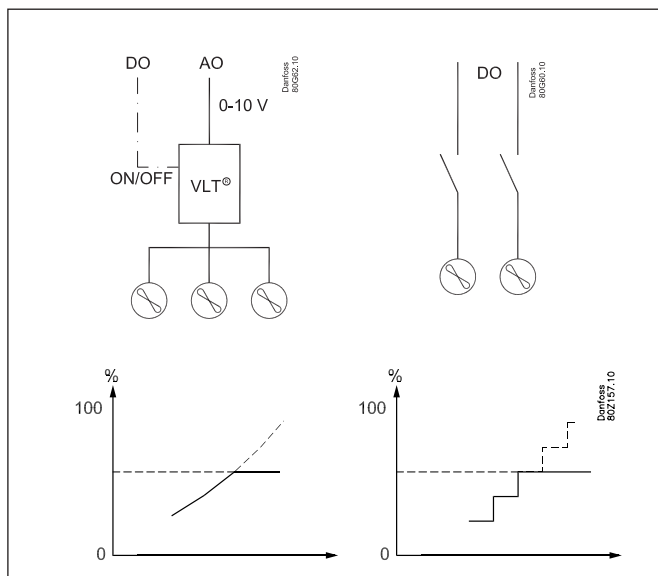 DO
AO
Danfoss
80G62.10
0-10 V
ON/OFF
VLT®
DO
Danfoss
80G60.10
%
100
0
%
100
0
Danfoss
80Z157.10